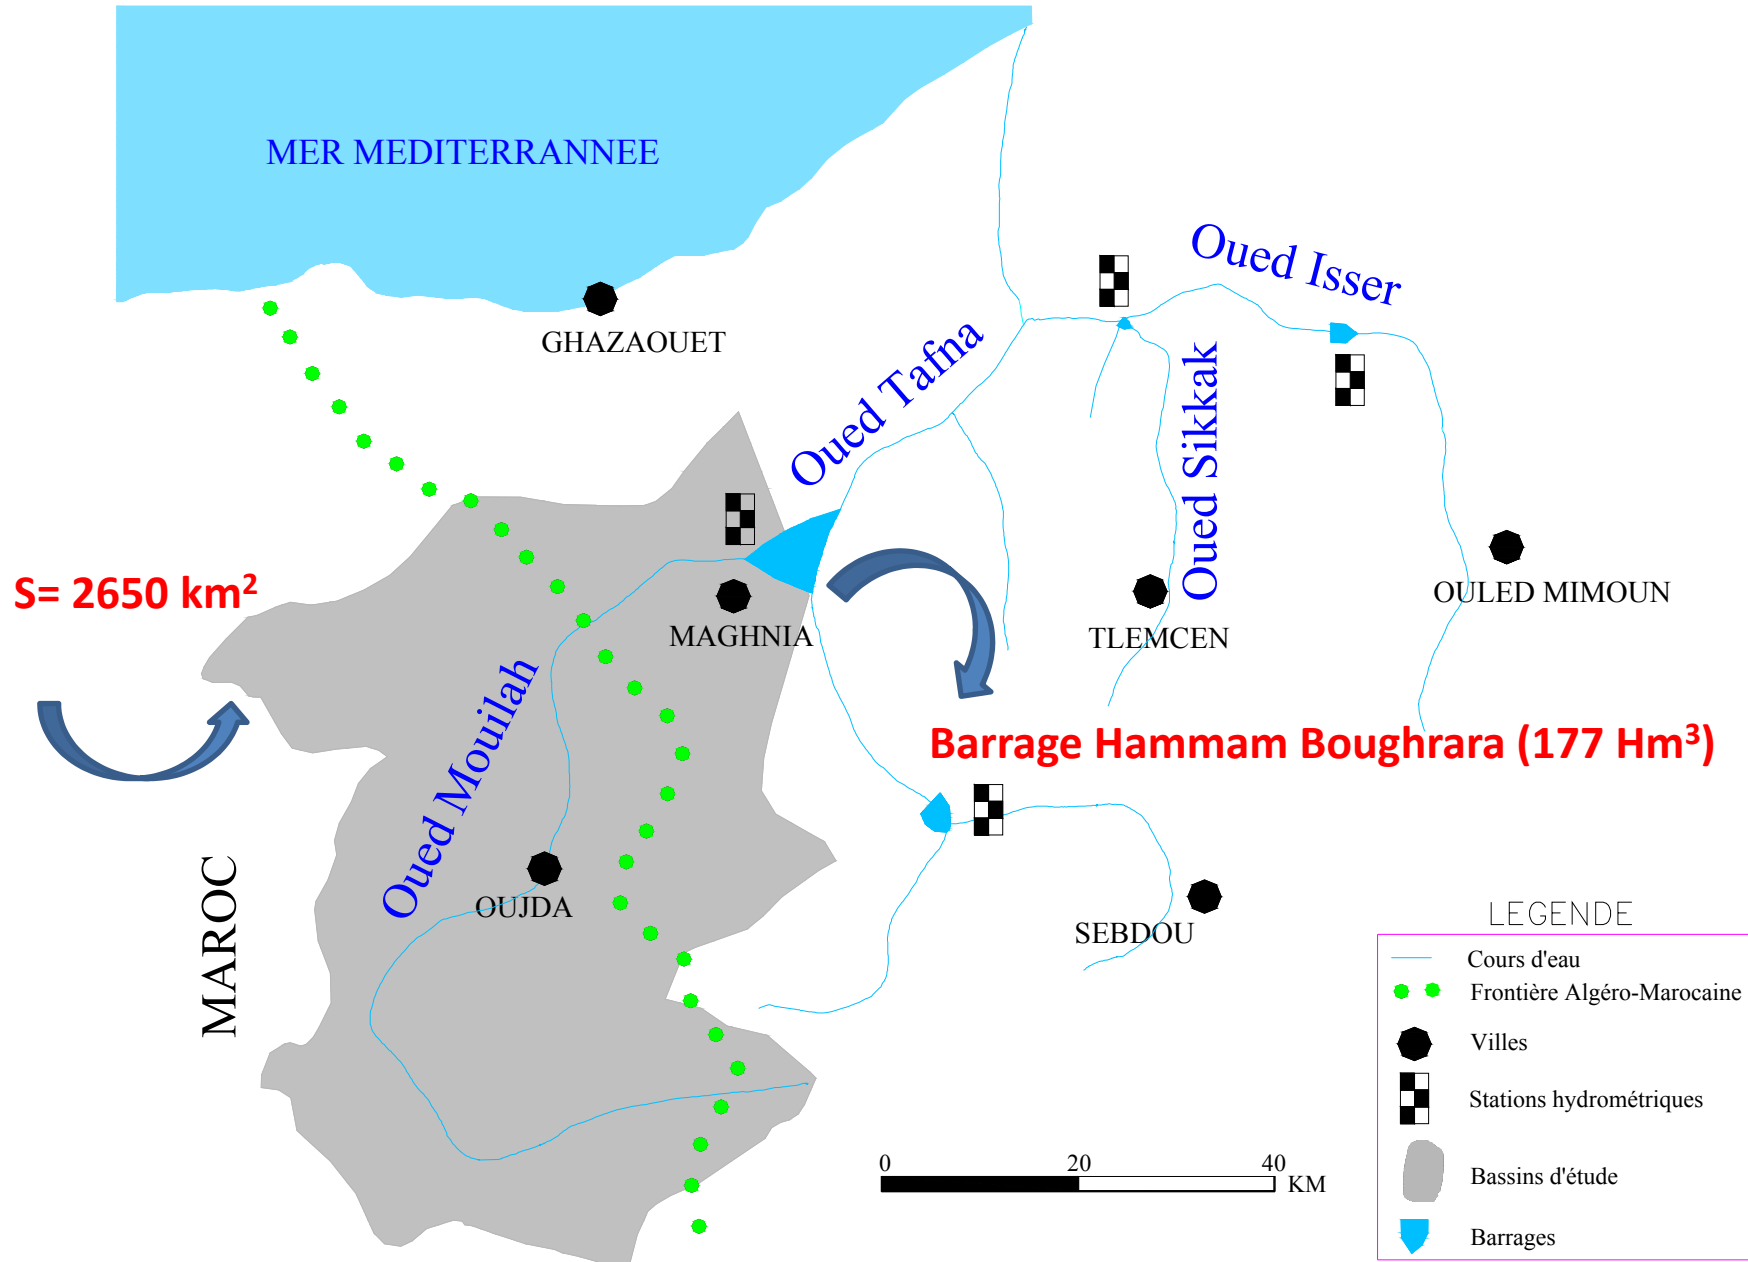 MER MEDITERRANNEE
Oued Isser
GHAZAOUET
Oued Tafna
Oued Sikkak
S= 2650 km²
MAGHNIA
TLEMCEN
OULED MIMOUN
Oued Mouilah
Barrage Hammam Boughrara (177 Hm³)
MAROC
OUJDA
SEBDOU
LEGENDE
Cours d'eau
Frontière Algéro-Marocaine
Villes
Stations hydrométriques
Bassins d'étude
Barrages
0 20 40
KM